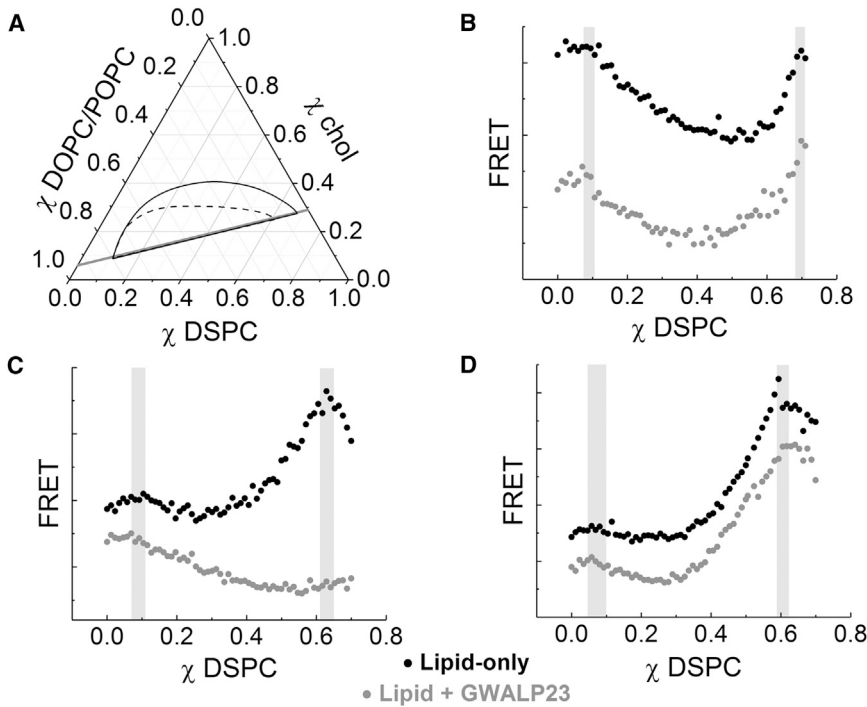 A
0.0
1.0
0.2
0.8
0.4
0.6
0.6
0.4
0.8
0.2
1.0
0.0
χ DOPC/POPC
χ chol
0.0 0.2 0.4 0.6 0.8 1.0
χ DSPC
B
FRET
0.0 0.2 0.4 0.6 0.8
χ DSPC
C
FRET
0.0 0.2 0.4 0.6 0.8
χ DSPC
D
FRET
0.0 0.2 0.4 0.6 0.8
χ DSPC
Lipid-only
Lipid + GWALP23